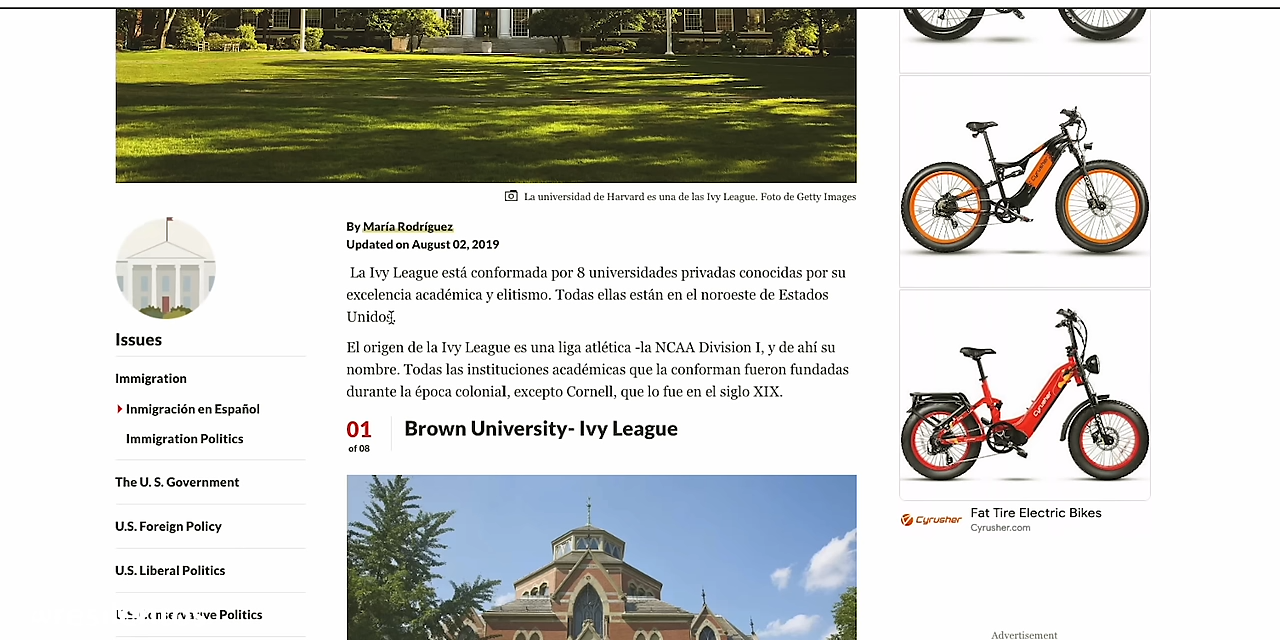 La universidad de Harvard es una de las Ivy League. Foto de Getty Images
By María Rodríguez
Updated on August 02, 2019
La Ivy League está conformada por 8 universidades privadas conocidas por su
excelencia académica y elitismo. Todas ellas están en el noroeste de Estados
Unidos.
El origen de la Ivy League es una liga atlética -la NCAA Division I, y de ahí su
nombre. Todas las instituciones académicas que la conforman fueron fundadas
durante la época colonial, excepto Cornell, que lo fue en el siglo XIX.
01
of 08
Brown University- Ivy League
Issues
Immigration
Inmigración en Español
Immigration Politics
The U. S. Government
U.S. Foreign Policy
U.S. Liberal Politics
U.S. Conservative Politics
Cyrusher
Cyrusher
Cyrusher
Fat Tire Electric Bikes
Cyrusher.com
Advertisement